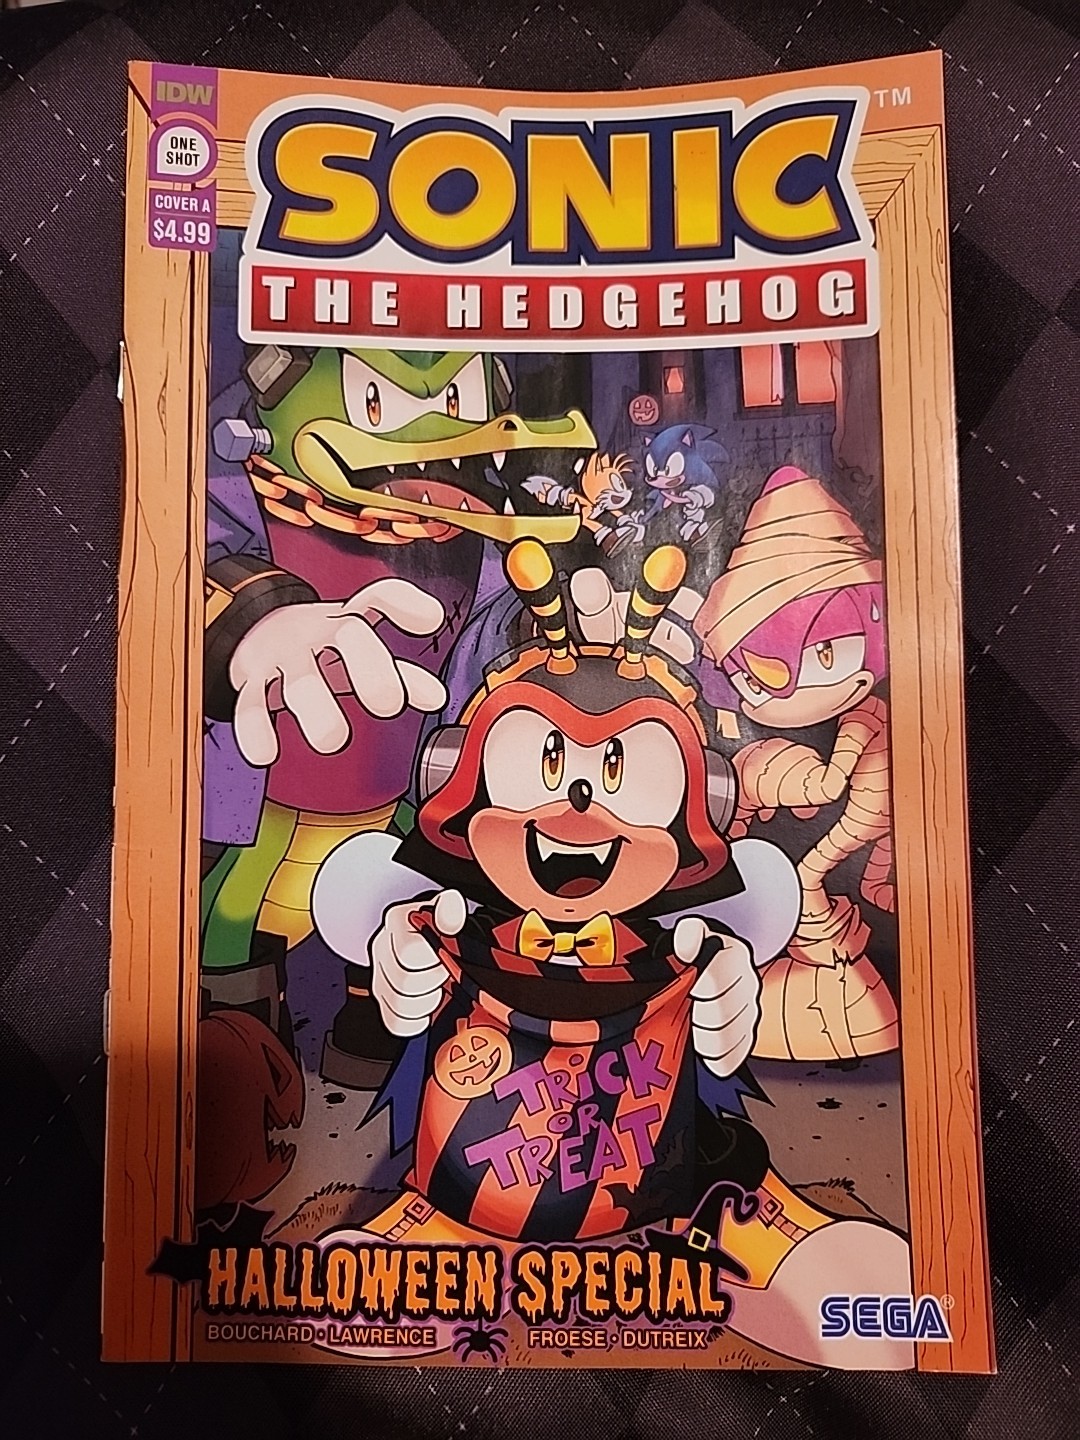 IDW
ONE
SHOT
COVER A
$4.99
SONIC
™
THE HEDGEHOG
TRICK
OR
TREAT
HALLOWEEN SPECIAL
BOUCHARD • LAWRENCE
FROESE • DUTREIX
SEGA®